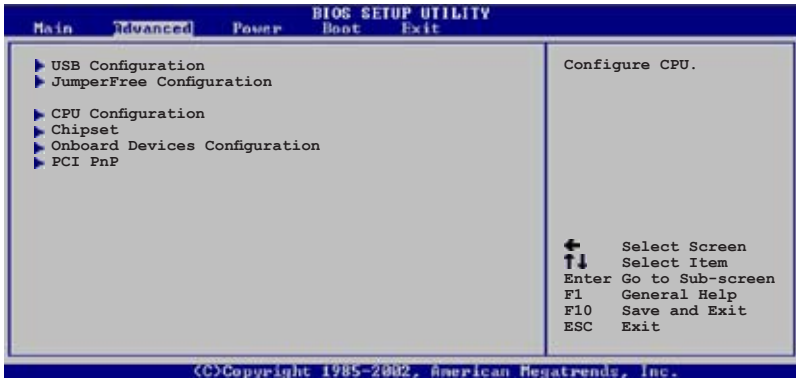 BIOS SETUP UTILITY
Main Advanced Power Boot Exit
USB Configuration
JumperFree Configuration
CPU Configuration
Chipset
Onboard Devices Configuration
PCI PnP
Configure CPU.
Select Screen
Select Item
Enter Go to Sub-screen
F1 General Help
F10 Save and Exit
ESC Exit
(C)Copyright 1985-2002, American Megatrends, Inc.